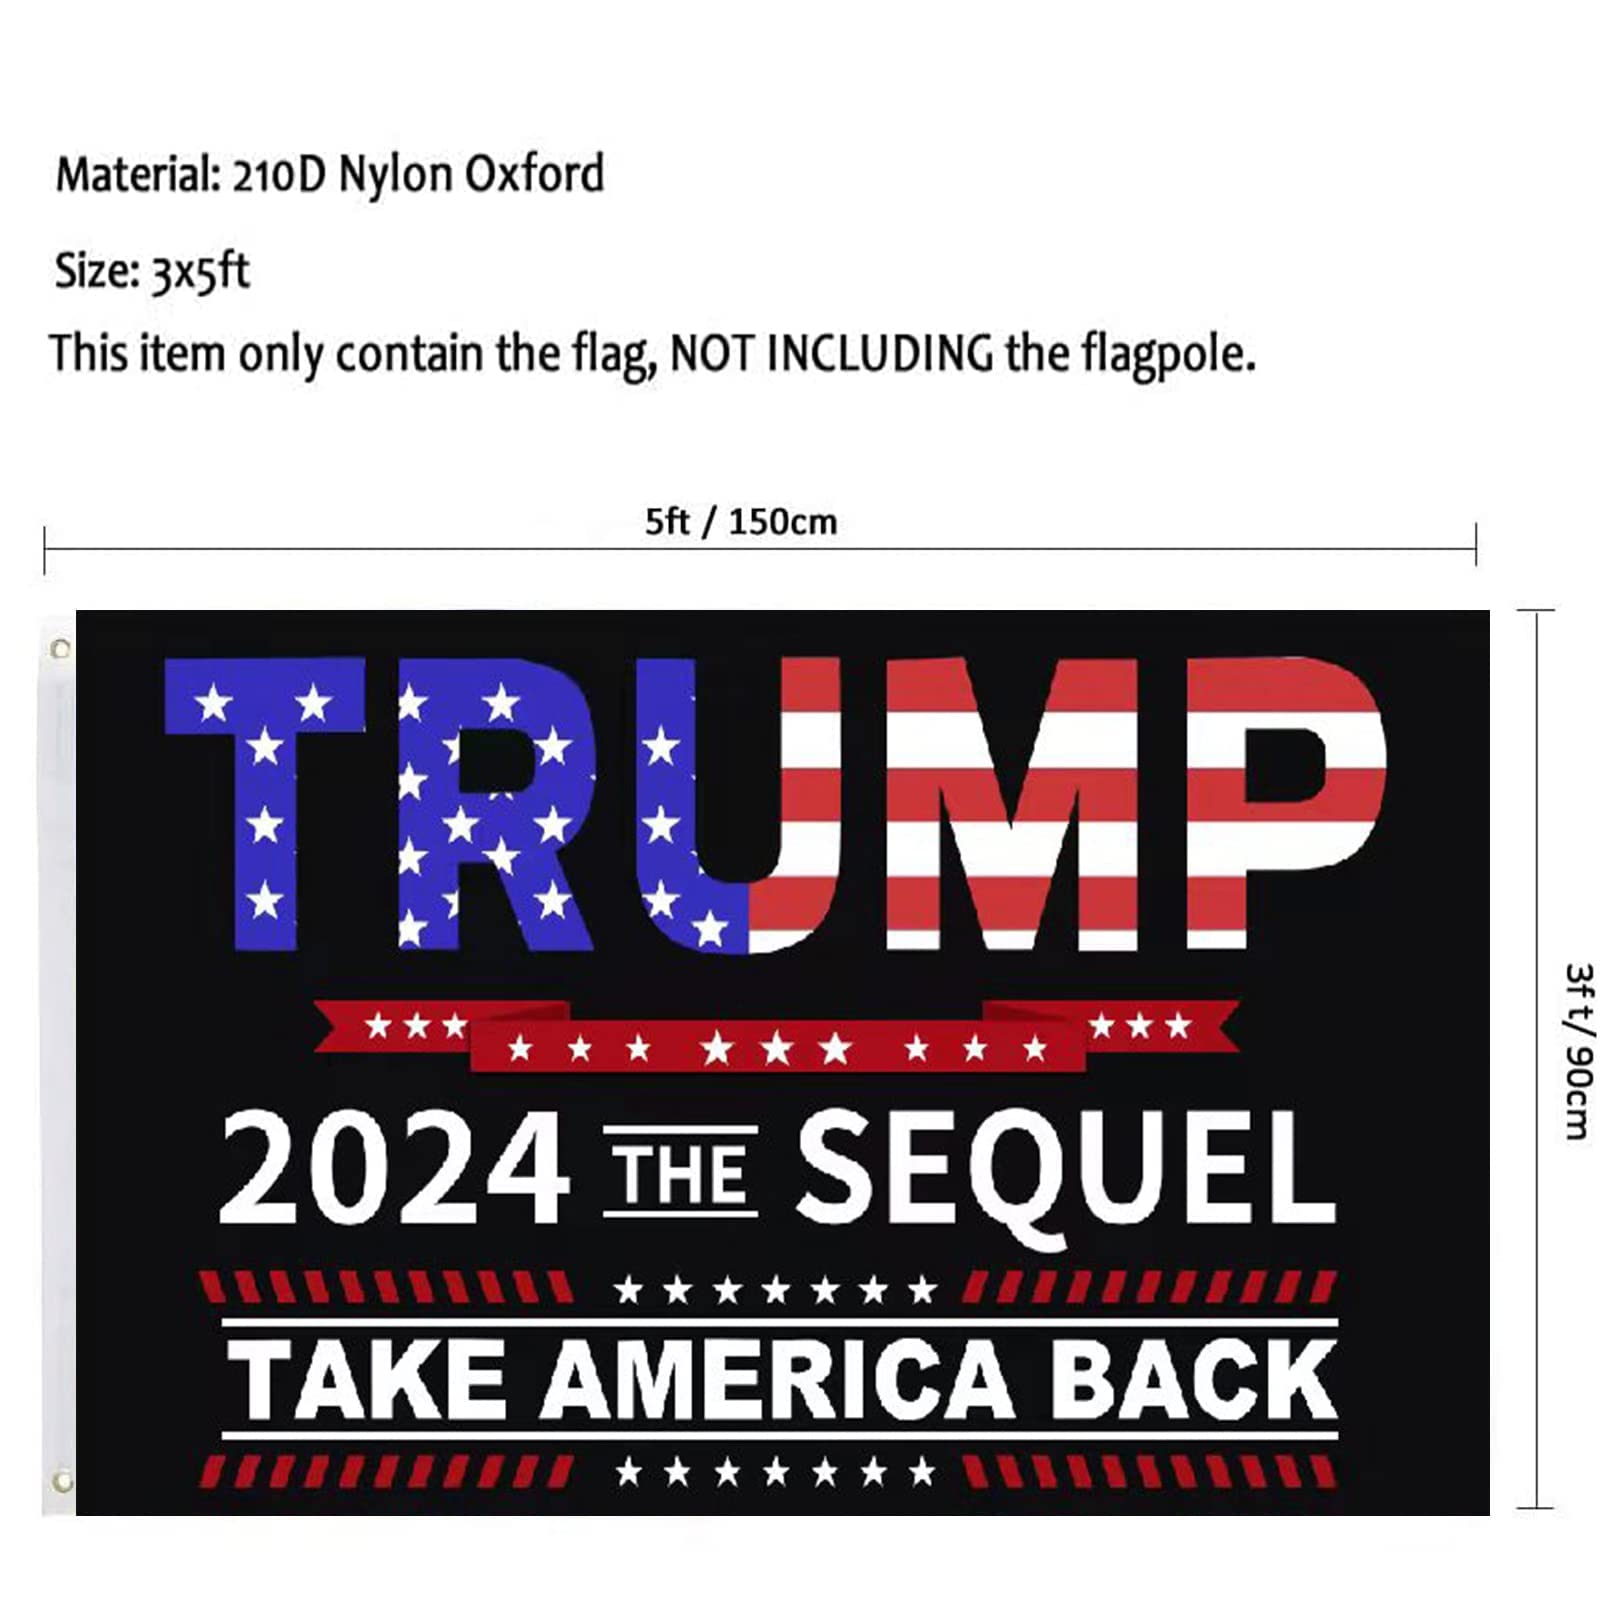 Material: 210D Nylon Oxford
Size: 3x5ft
This item only contain the flag, NOT INCLUDING the flagpole.
5ft / 150cm
TRUMP
2024 THE SEQUEL
TAKE AMERICA BACK
3ft/ 90cm